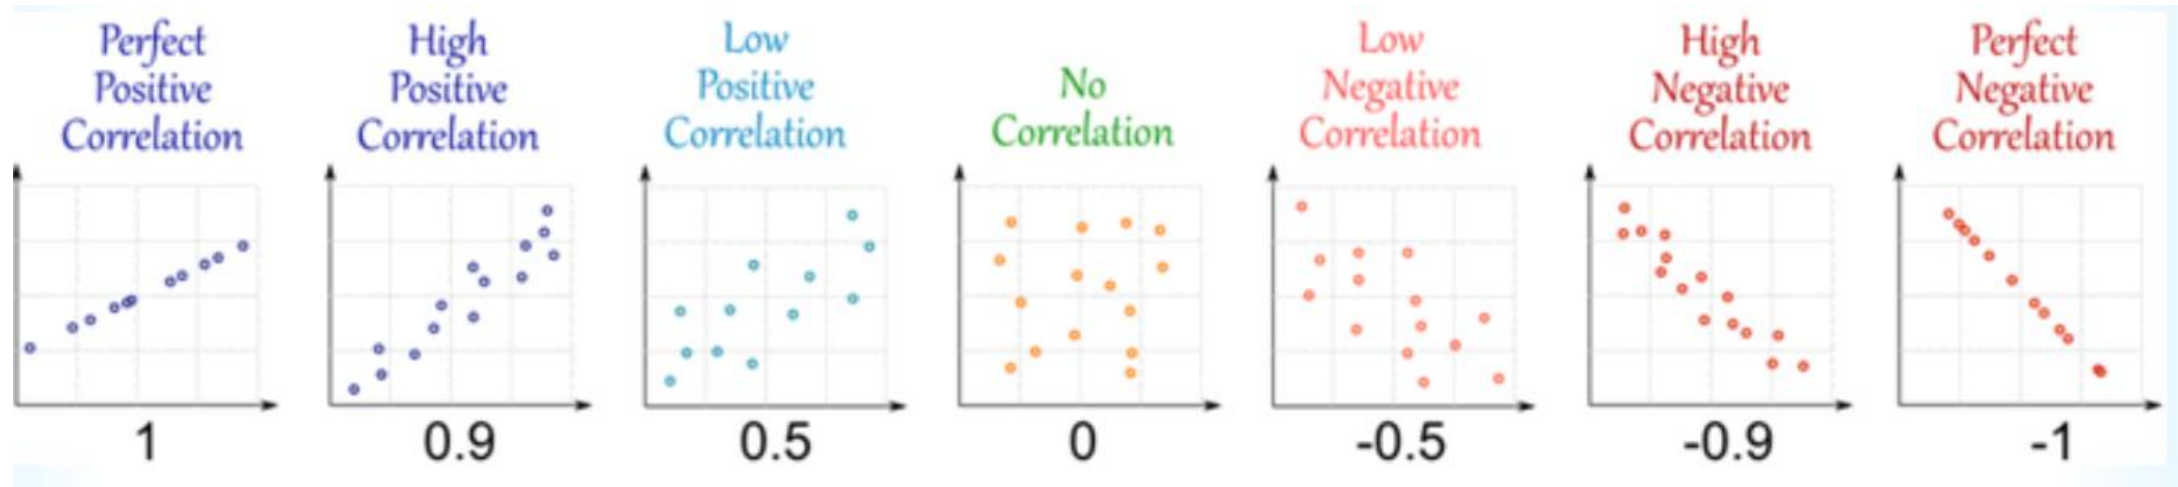 Perfect
Positive
Correlation
1
High
Positive
Correlation
0.9
Low
Positive
Correlation
0.5
No
Correlation
0
Low
Negative
Correlation
-0.5
High
Negative
Correlation
-0.9
Perfect
Negative
Correlation
-1